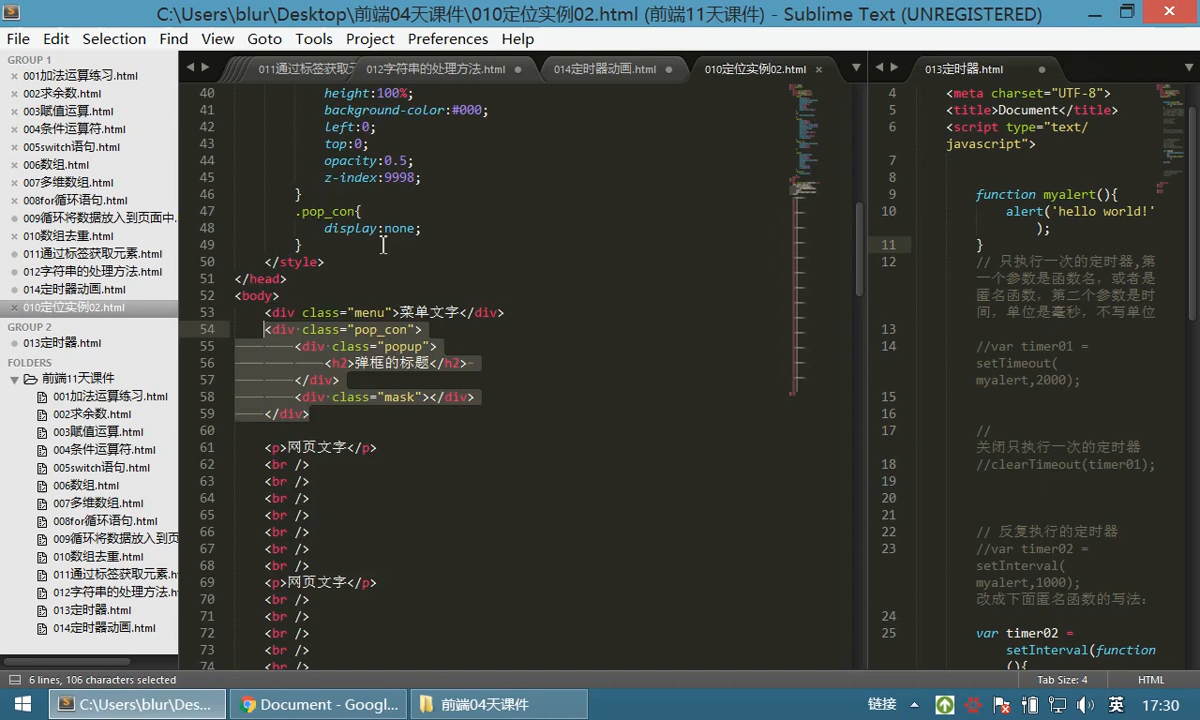 C:\Users\blur\Desktop\前端04天课件\010定位实例02.html (前端11天课件) - Sublime Text (UNREGISTERED)
File Edit Selection Find View Goto Tools Project Preferences Help
GROUP 1
001加法运算练习.html
002求余数.html
003赋值运算.html
004条件运算符.html
005switch语句.html
006数组.html
007多维数组.html
008for循环语句.html
009循环将数据放入到页面中.
010数组去重.html
011通过标签获取元素.html
012字符串的处理方法.html
014定时器动画.html
010定位实例02.html
GROUP 2
013定时器.html
FOLDERS
前端11天课件
001加法运算练习.html
002求余数.html
003赋值运算.html
004条件运算符.html
005switch语句.html
006数组.html
007多维数组.html
008for循环语句.html
009循环将数据放入到页
010数组去重.html
011通过标签获取元素.h
012字符串的处理方法.h
013定时器.html
014定时器动画.html
011通过标签获取元 012字符串的处理方法.html 014定时器动画.html 010定位实例02.html
40 height:100%;
41 background-color:#000;
42 left:0;
43 top:0;
44 opacity:0.5;
45 z-index:9998;
46 }
47 .pop_con{
48 display:none;
49 }
50 </style>
51 </head>
52 <body>
53 <div class="menu">菜单文字</div>
54 <div class="pop_con">
55 <div class="popup">
56 <h2>弹框的标题</h2>
57 </div>
58 <div class="mask"></div>
59 </div>
60
61 <p>网页文字</p>
62 <br />
63 <br />
64 <br />
65 <br />
66 <br />
67 <br />
68 <br />
69 <p>网页文字</p>
70 <br />
71 <br />
72 <br />
73 <br />
74 <br />
013定时器.html
4 <meta charset="UTF-8">
5 <title>Document</title>
6 <script type="text/
javascript">
7
8
9 function myalert(){
10 alert('hello world!'
);
11 }
12 // 只执行一次的定时器,第
一个参数是函数名，或者是
匿名函数，第二个参数是时
间，单位是毫秒，不写单位
13
14 //var timer01 =
setTimeout(
myalert,2000);
15
16
17 //
关闭只执行一次的定时器
18 //clearTimeout(timer01);
19
20
21
22 // 反复执行的定时器
23 //var timer02 =
setInterval(
myalert,1000);
改成下面匿名函数的写法:
24
25 var timer02 =
setInterval(function
(){
6 lines, 106 characters selected
Tab Size: 4
HTML
C:\Users\blur\Des...
Document - Googl...
前端04天课件
链接
英
17:30